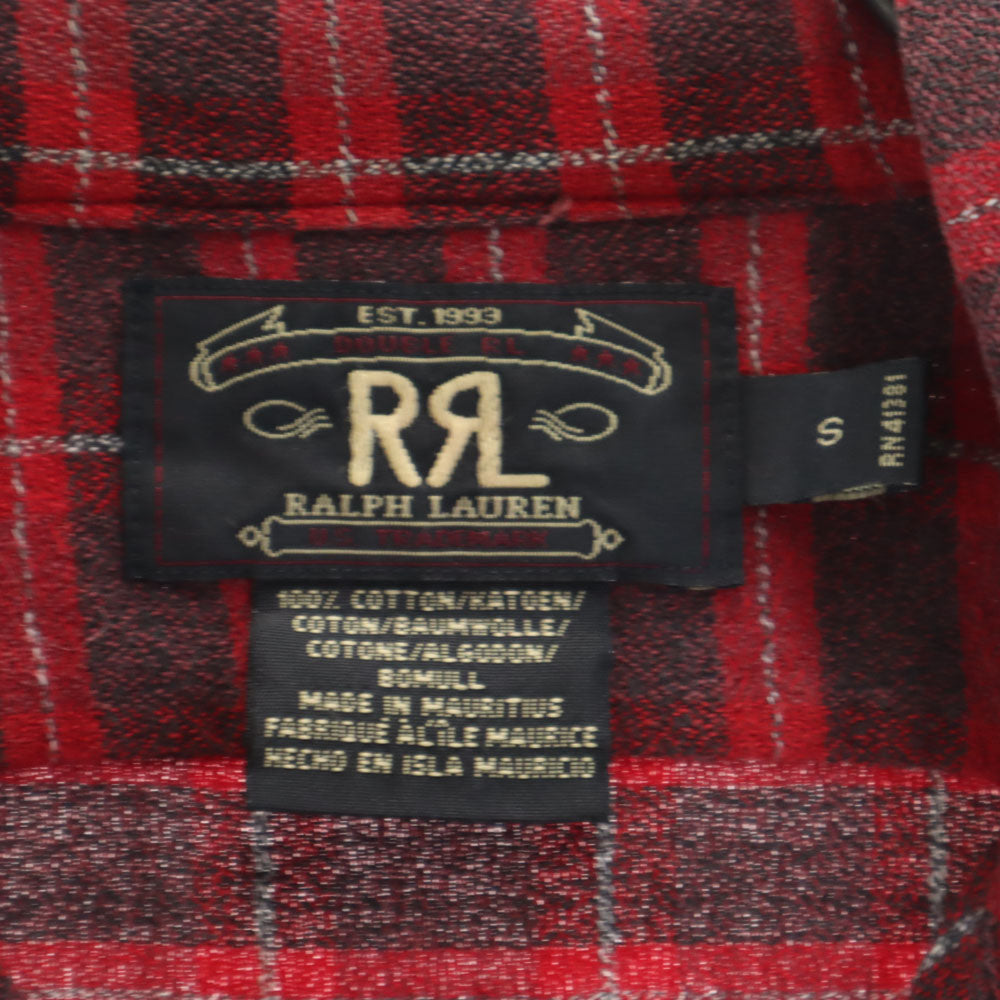 EST. 1993
DOUBLE RL
RRL
RALPH LAUREN
U.S. TRADEMARK
S
RN41381
100% COTTON/KATOEN/
COTON/BAUMWOLLE/
COTONE/ALGODON/
BOMULL
MADE IN MAURITIUS
FABRIQUÉ À L'ÎLE MAURICE
HECHO EN ISLA MAURICIO